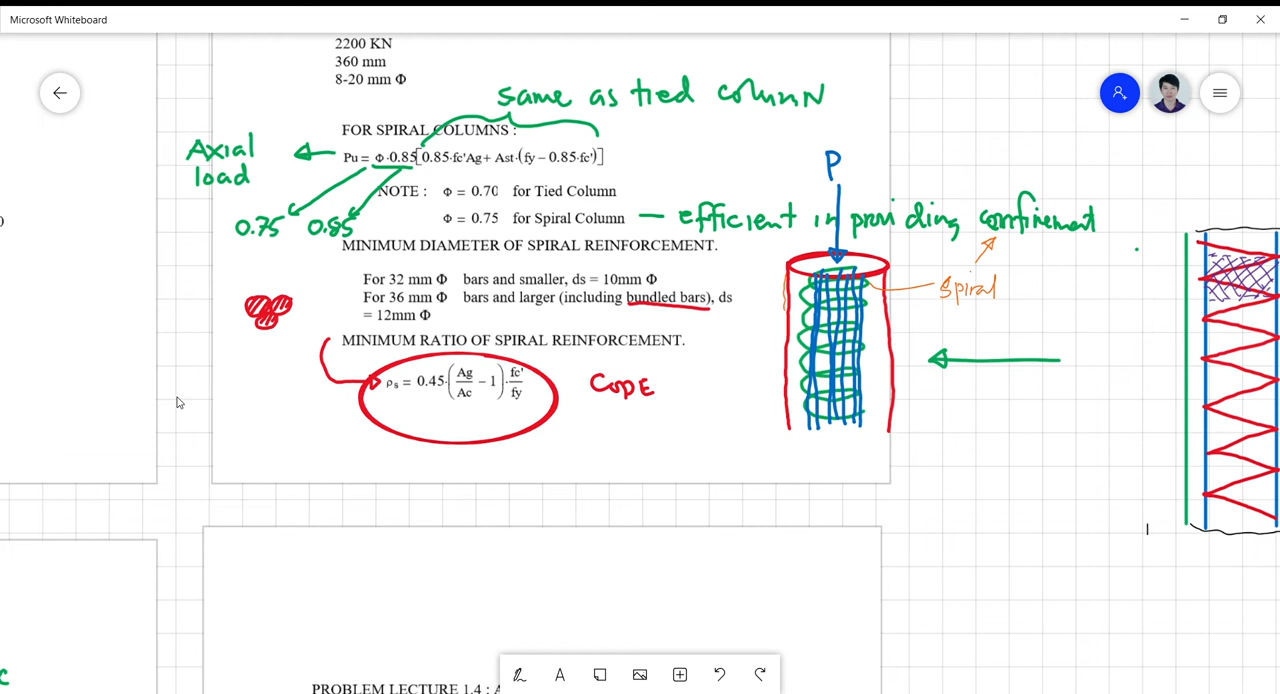 Microsoft Whiteboard
2200 KN
360 mm
8-20 mm Φ
same as tied column
FOR SPIRAL COLUMNS :
Axial
load
Pu = Φ·0.85[0.85·fc'Ag + Ast·(fy − 0.85·fc')]
P
NOTE : Φ = 0.70 for Tied Column
0.75 0.85
Φ = 0.75 for Spiral Column — efficient in providing confinement
MINIMUM DIAMETER OF SPIRAL REINFORCEMENT.
For 32 mm Φ bars and smaller, ds = 10mm Φ
Spiral
For 36 mm Φ bars and larger (including bundled bars), ds
= 12mm Φ
MINIMUM RATIO OF SPIRAL REINFORCEMENT.
ρs = 0.45·(Ag/Ac − 1)·fc'/fy
CODE
PROBLEM LECTURE 1.4 : A